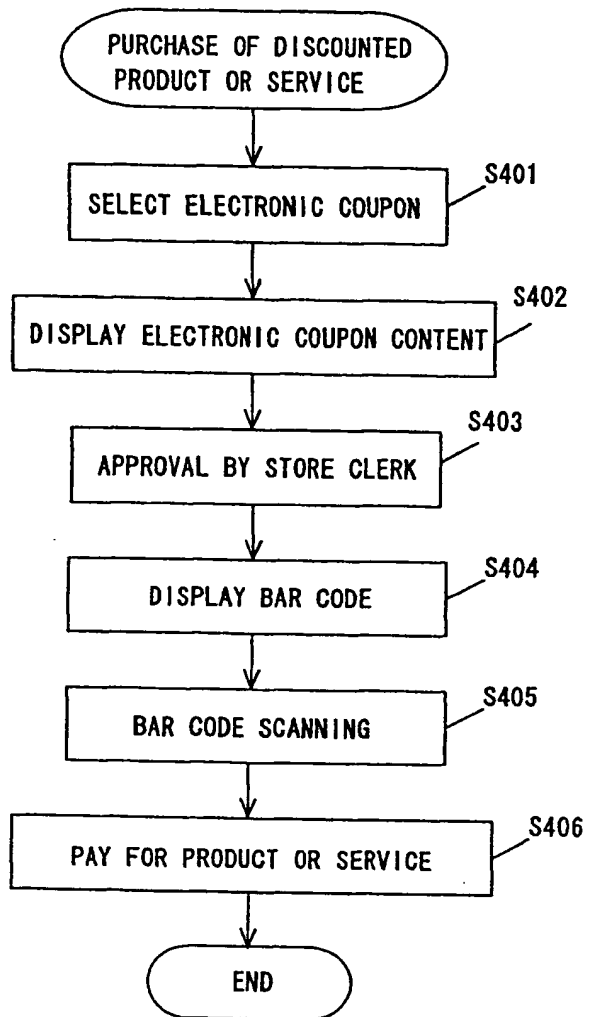 PURCHASE OF DISCOUNTED
PRODUCT OR SERVICE
S401
SELECT ELECTRONIC COUPON
S402
DISPLAY ELECTRONIC COUPON CONTENT
S403
APPROVAL BY STORE CLERK
S404
DISPLAY BAR CODE
S405
BAR CODE SCANNING
S406
PAY FOR PRODUCT OR SERVICE
END